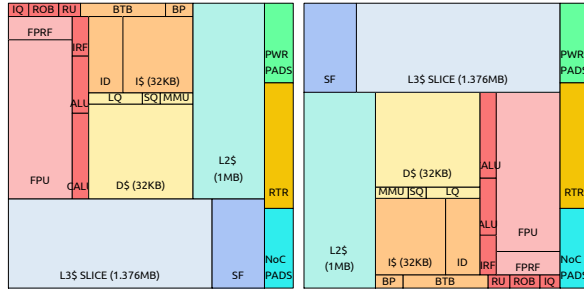 IQ ROB RU BTB BP
FPRF
IRF
PWR
PADS
ID I$ (32KB)
ALU
LQ SQ MMU
L2$
(1MB)
FPU
CALU
D$ (32KB)
RTR
L3$ SLICE (1.376MB)
SF
NoC
PADS
SF
L3$ SLICE (1.376MB)
PWR
PADS
D$ (32KB)
CALU
MMU SQ LQ
RTR
L2$
(1MB)
I$ (32KB) ID
ALU
FPU
IRF
FPRF
NoC
PADS
BP BTB RU ROB IQ